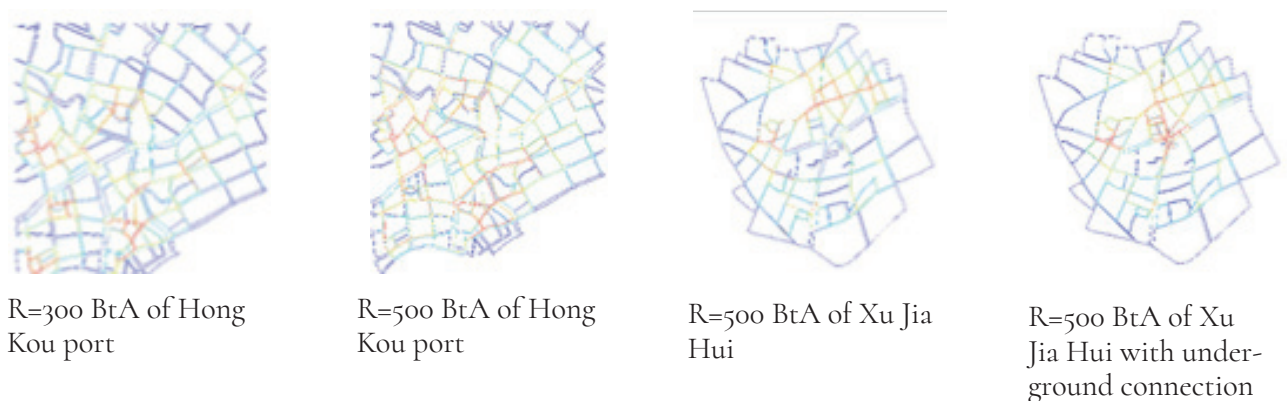 R=300 BtA of Hong
Kou port
R=500 BtA of Hong
Kou port
R=500 BtA of Xu Jia
Hui
R=500 BtA of Xu
Jia Hui with under-
ground connection